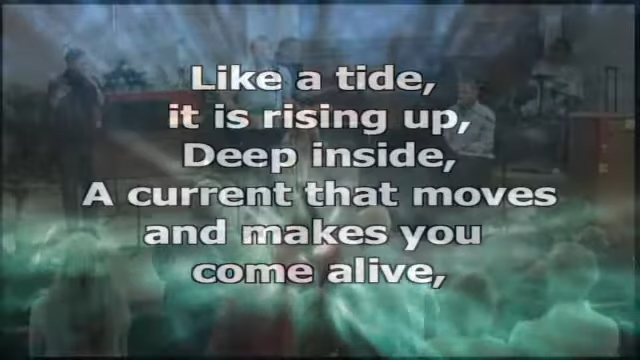 Like a tide,
it is rising up,
Deep inside,
A current that moves
and makes you
come alive,